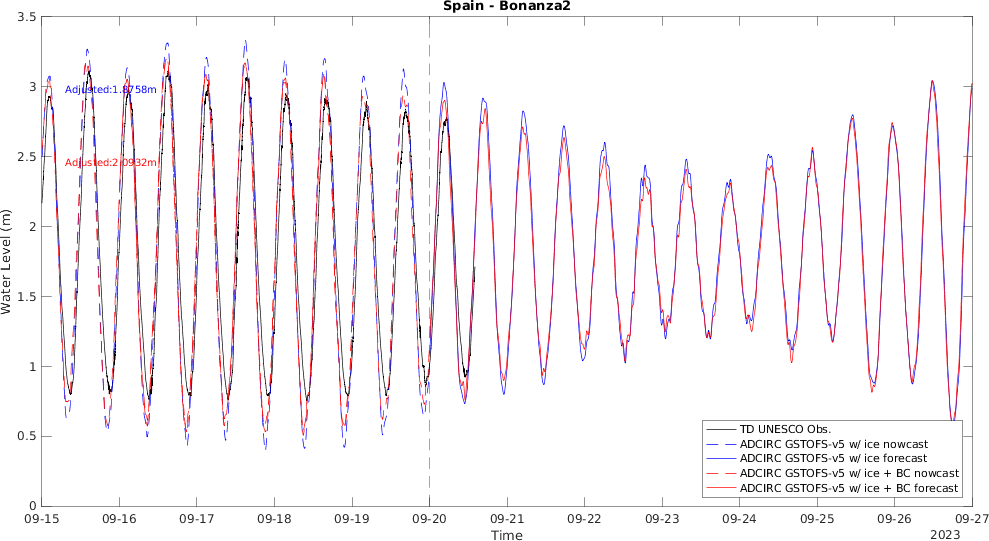 Spain - Bonanza2
3.5
3
2.5
2
1.5
1
0.5
0
Water Level (m)
Adjusted:1.8758m
Adjusted:2.0932m
TD UNESCO Obs.
ADCIRC GSTOFS-v5 w/ ice nowcast
ADCIRC GSTOFS-v5 w/ ice forecast
ADCIRC GSTOFS-v5 w/ ice + BC nowcast
ADCIRC GSTOFS-v5 w/ ice + BC forecast
09-15 09-16 09-17 09-18 09-19 09-20 09-21 09-22 09-23 09-24 09-25 09-26 09-27
Time 2023